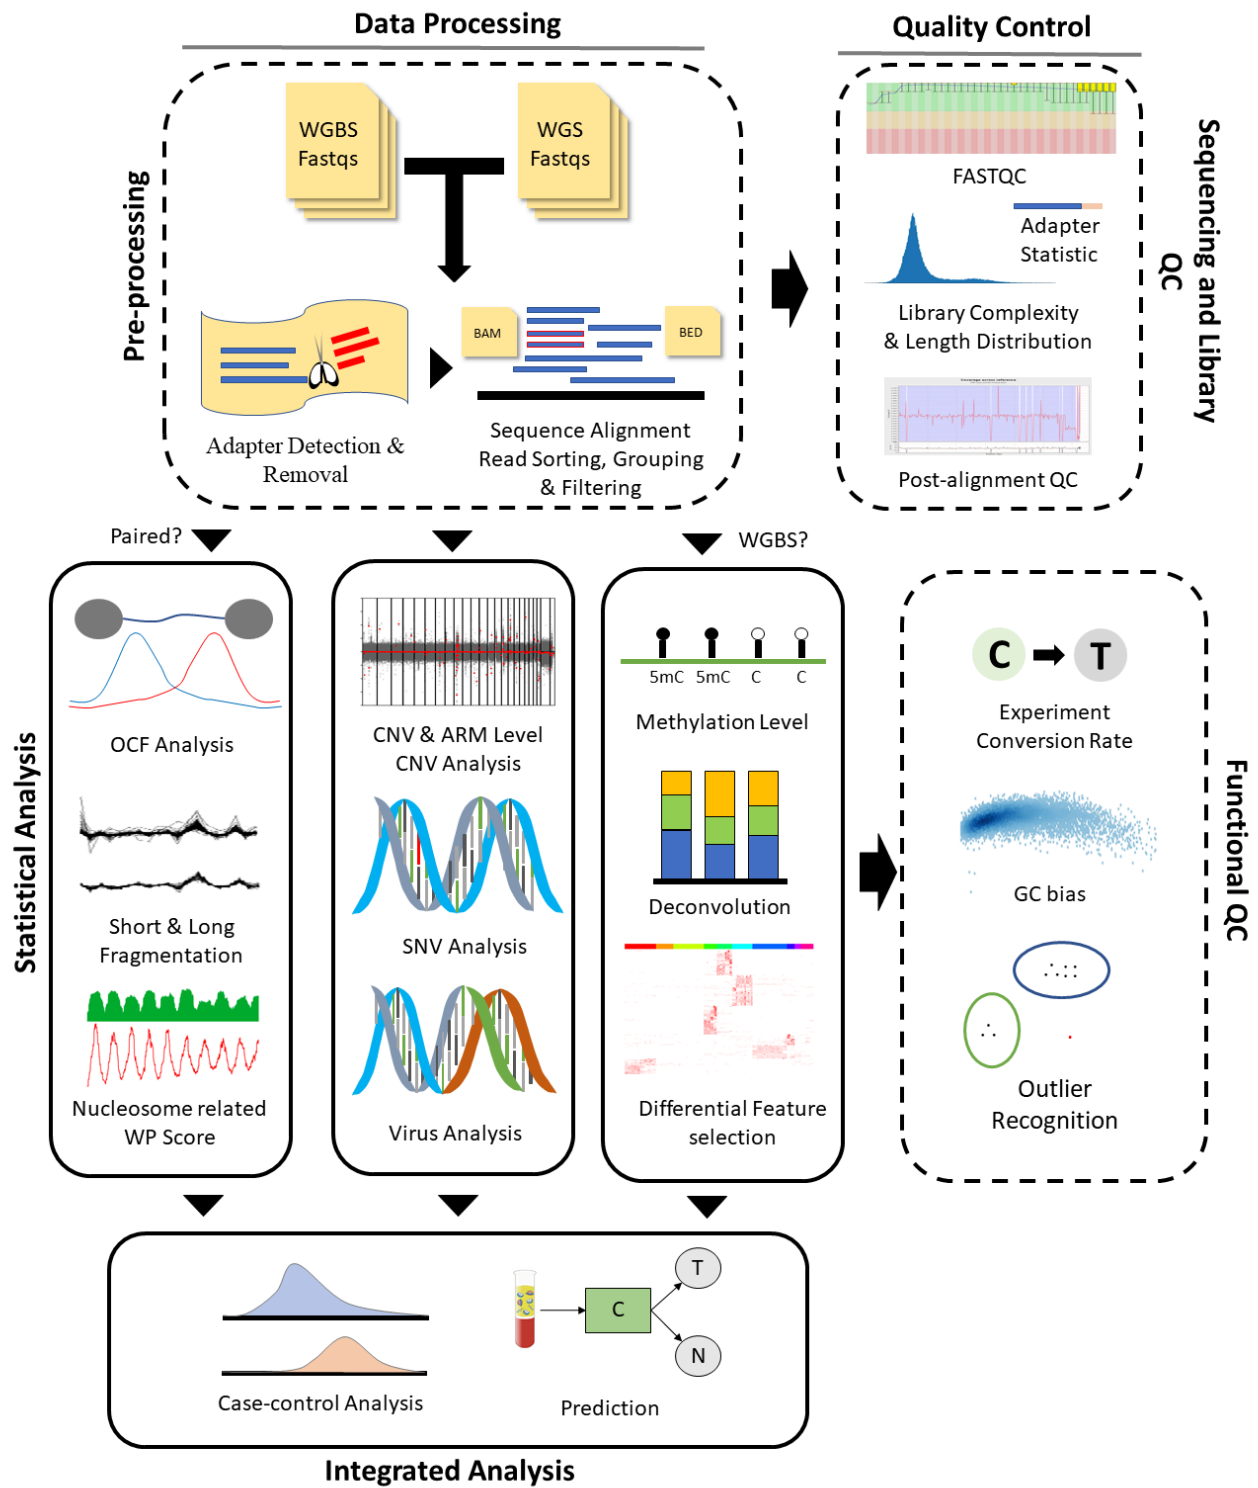 Data Processing
Quality Control
Pre-processing
WGBS
Fastqs
WGS
Fastqs
Adapter Detection &
Removal
BAM
BED
Sequence Alignment
Read Sorting, Grouping
& Filtering
FASTQC
Adapter
Statistic
Library Complexity
& Length Distribution
Post-alignment QC
Sequencing and Library
QC
Paired?
WGBS?
Statistical Analysis
OCF Analysis
Short & Long
Fragmentation
Nucleosome related
WP Score
CNV & ARM Level
CNV Analysis
SNV Analysis
Virus Analysis
5mC 5mC C C
Methylation Level
Deconvolution
Differential Feature
selection
C T
Experiment
Conversion Rate
GC bias
Outlier
Recognition
Functional QC
Case-control Analysis
C
T
N
Prediction
Integrated Analysis